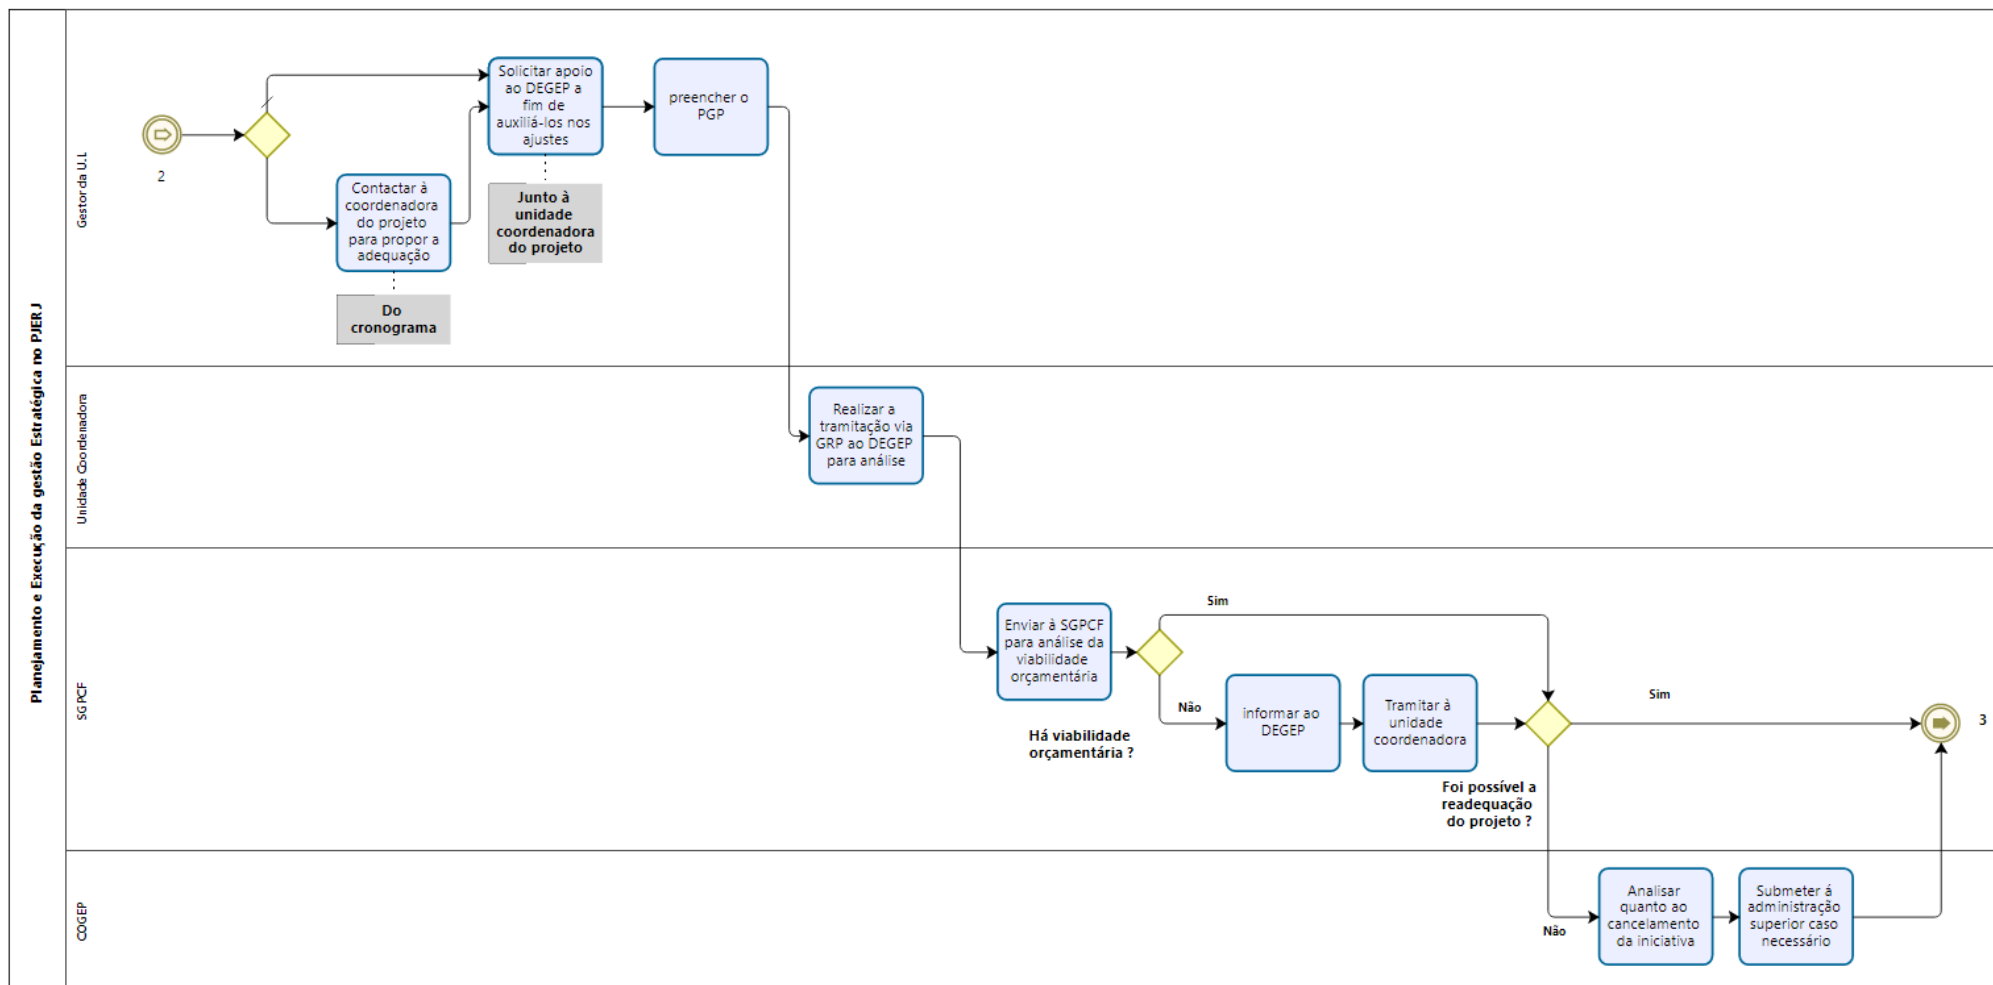 Planejamento e Execução da gestão Estratégica no PJERJ
Gestor da U.I.
2
Solicitar apoio
ao DEGEP a
fim de
auxiliá-los nos
ajustes
preencher o
PGP
Contactar à
coordenadora
do projeto
para propor a
adequação
Junto à
unidade
coordenadora
do projeto
Do
cronograma
Unidade Coordenadora
Realizar a
tramitação via
GRP ao DEGEP
para análise
SGPCF
Enviar à SGPCF
para análise da
viabilidade
orçamentária
Há viabilidade
orçamentária ?
Sim
Não
informar ao
DEGEP
Tramitar à
unidade
coordenadora
Foi possível a
readequação
do projeto ?
Sim
3
COGEP
Não
Analisar
quanto ao
cancelamento
da iniciativa
Submeter á
administração
superior caso
necessário